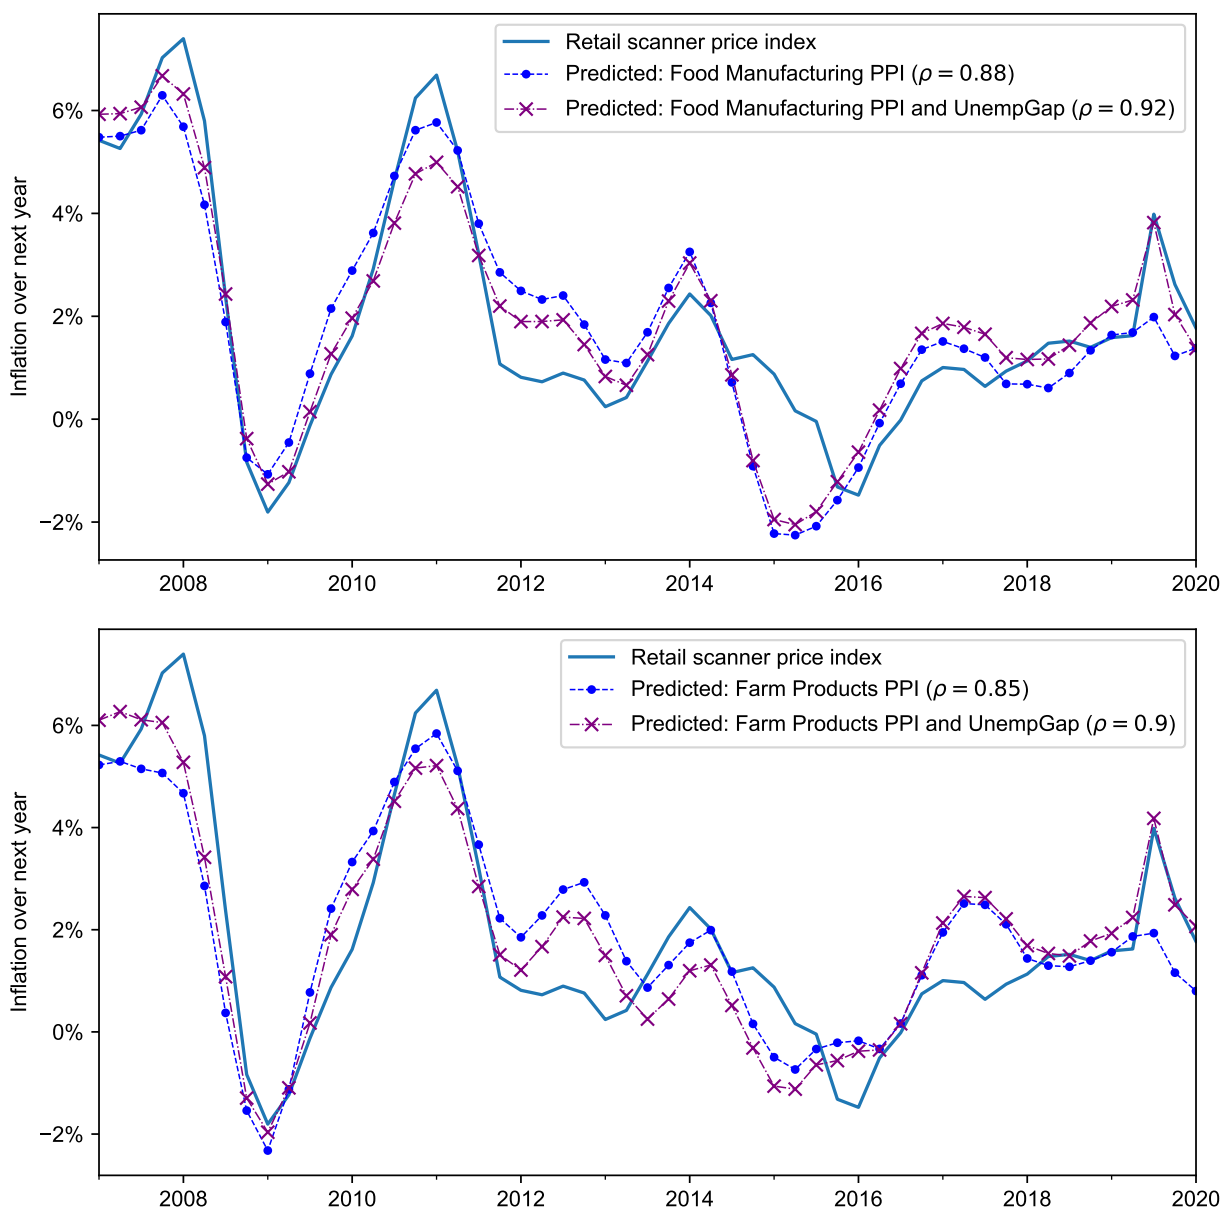 Retail scanner price index
Predicted: Food Manufacturing PPI (ρ = 0.88)
Predicted: Food Manufacturing PPI and UnempGap (ρ = 0.92)
Inflation over next year
6%
4%
2%
0%
−2%
2008 2010 2012 2014 2016 2018 2020
Retail scanner price index
Predicted: Farm Products PPI (ρ = 0.85)
Predicted: Farm Products PPI and UnempGap (ρ = 0.9)
Inflation over next year
6%
4%
2%
0%
−2%
2008 2010 2012 2014 2016 2018 2020